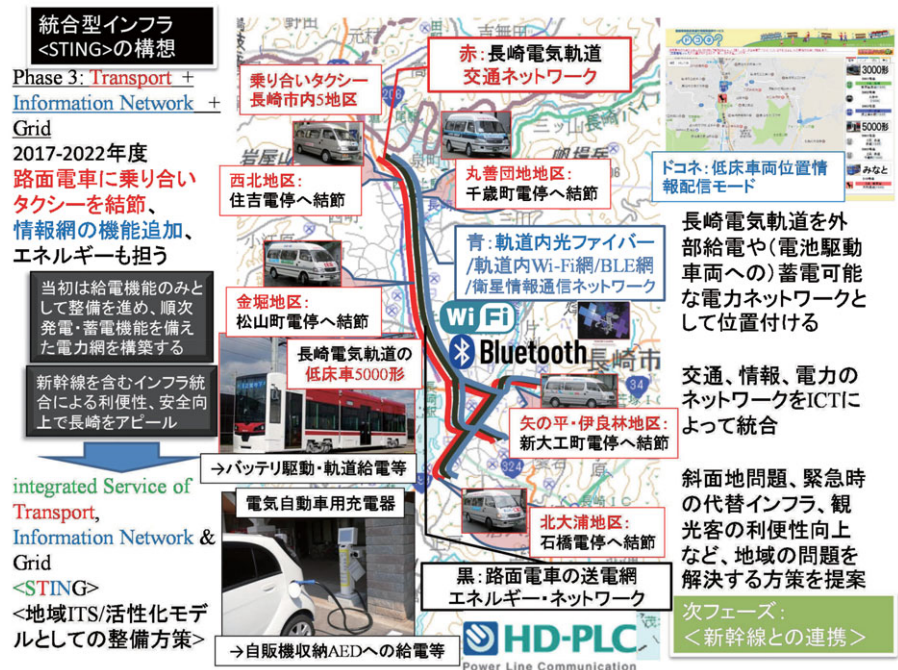 統合型インフラ
<STING>の構想
Phase 3: Transport +
Information Network +
Grid
2017-2022年度
路面電車に乗り合い
タクシーを結節、
情報網の機能追加、
エネルギーも担う
当初は給電機能のみと
して整備を進め、順次
発電・蓄電機能を備え
た電力網を構築する
新幹線を含むインフラ統
合による利便性、安全向
上で長崎をアピール
integrated Service of
Transport,
Information Network &
Grid
<STING>
<地域ITS/活性化モデ
ルとしての整備方策>
赤:長崎電気軌道
交通ネットワーク
乗り合いタクシー
長崎市内5地区
206
西北地区:
住吉電停へ結節
丸善団地地区:
千歳町電停へ結節
青:軌道内光ファイバー
/軌道内Wi-Fi網/BLE網
/衛星情報通信ネットワーク
金堀地区:
松山町電停へ結節
WiFi
Bluetooth
長崎市
34
長崎電気軌道の
低床車5000形
→バッテリ駆動・軌道給電等
矢の平・伊良林地区:
新大工町電停へ結節
324
電気自動車用充電器
→自販機収納AEDへの給電等
北大浦地区:
石橋電停へ結節
黒:路面電車の送電網
エネルギー・ネットワーク
HD-PLC
Power Line Communication
3000形
5000形
みなと
ドコネ:低床車両位置情
報配信モード
長崎電気軌道を外
部給電や(電池駆動
車両への)蓄電可能
な電力ネットワークと
して位置付ける
交通、情報、電力の
ネットワークをICTに
よって統合
斜面地問題、緊急時
の代替インフラ、観
光客の利便性向上
など、地域の問題を
解決する方策を提案
次フェーズ:
<新幹線との連携>